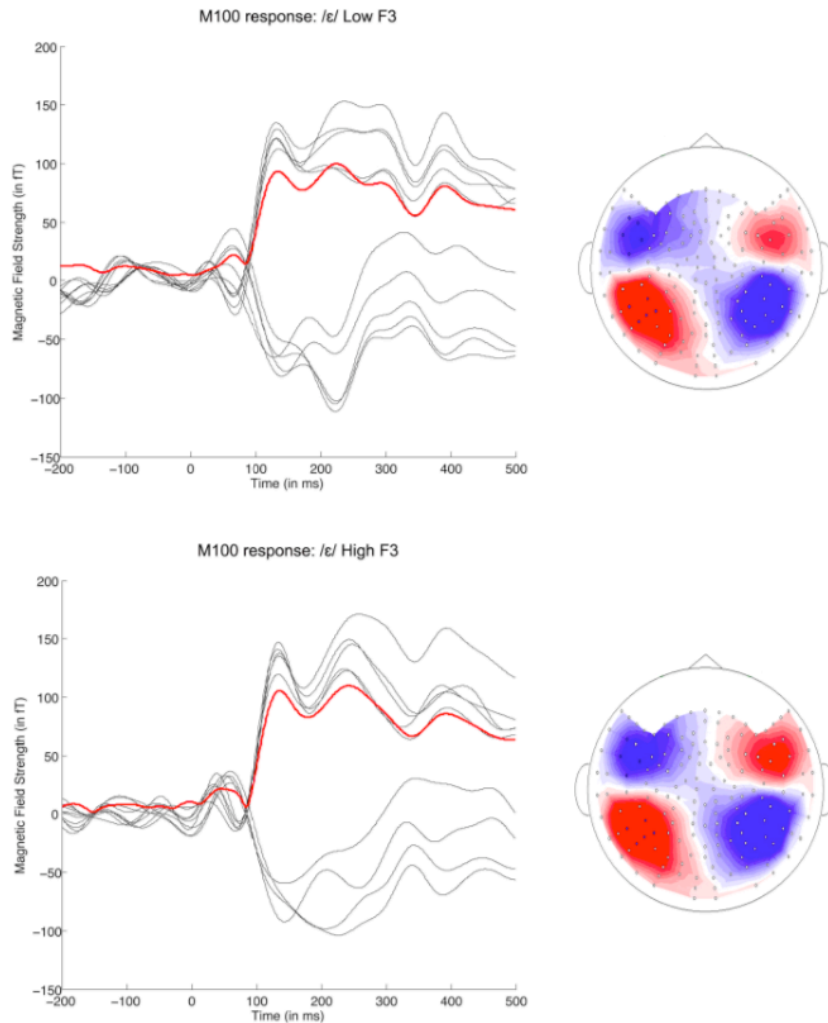 M100 response: /ɛ/ Low F3
200
150
100
50
0
−50
−100
−150
Magnetic Field Strength (in fT)
−200 −100 0 100 200 300 400 500
Time (in ms)
M100 response: /ɛ/ High F3
200
150
100
50
0
−50
−100
−150
Magnetic Field Strength (in fT)
−200 −100 0 100 200 300 400 500
Time (in ms)